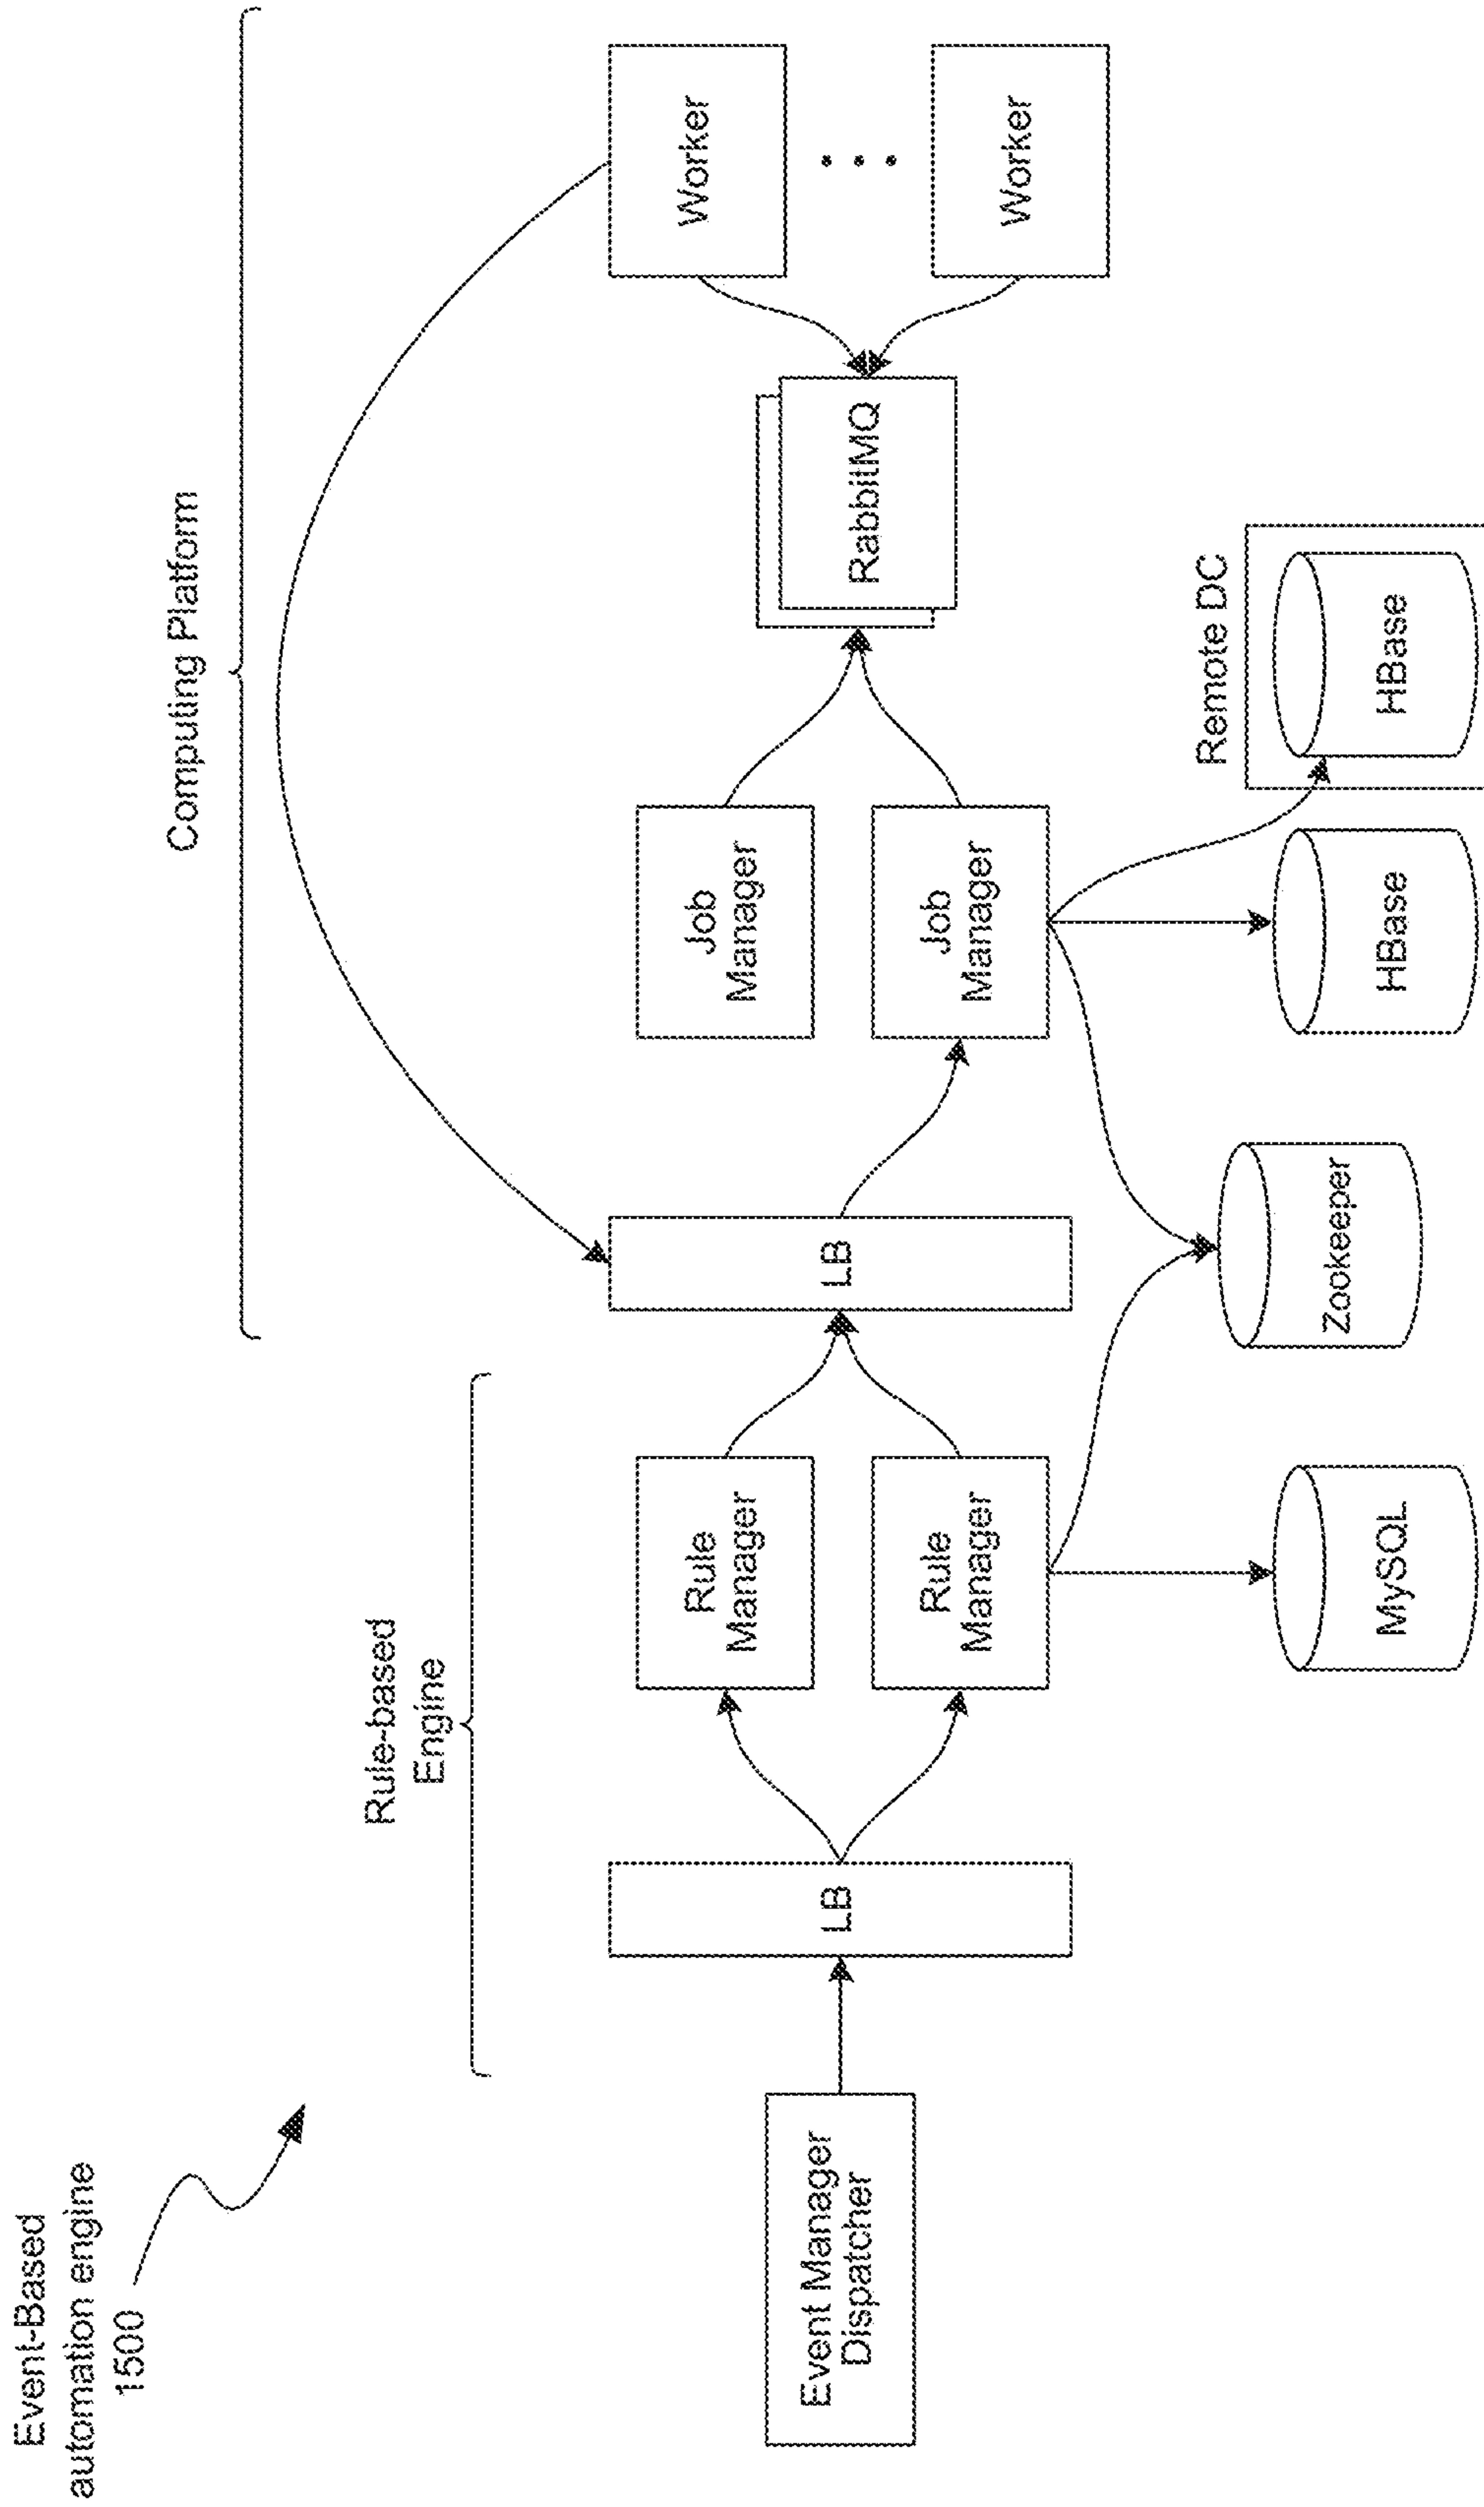 Event-Based
automation engine
1500
Computing Platform
Rule-based
Engine
Event Manager
Dispatcher
LB
Rule
Manager
Rule
Manager
LB
Job
Manager
Job
Manager
RabbitMQ
Worker
Worker
MySQL
Zookeeper
HBase
Remote DC
HBase